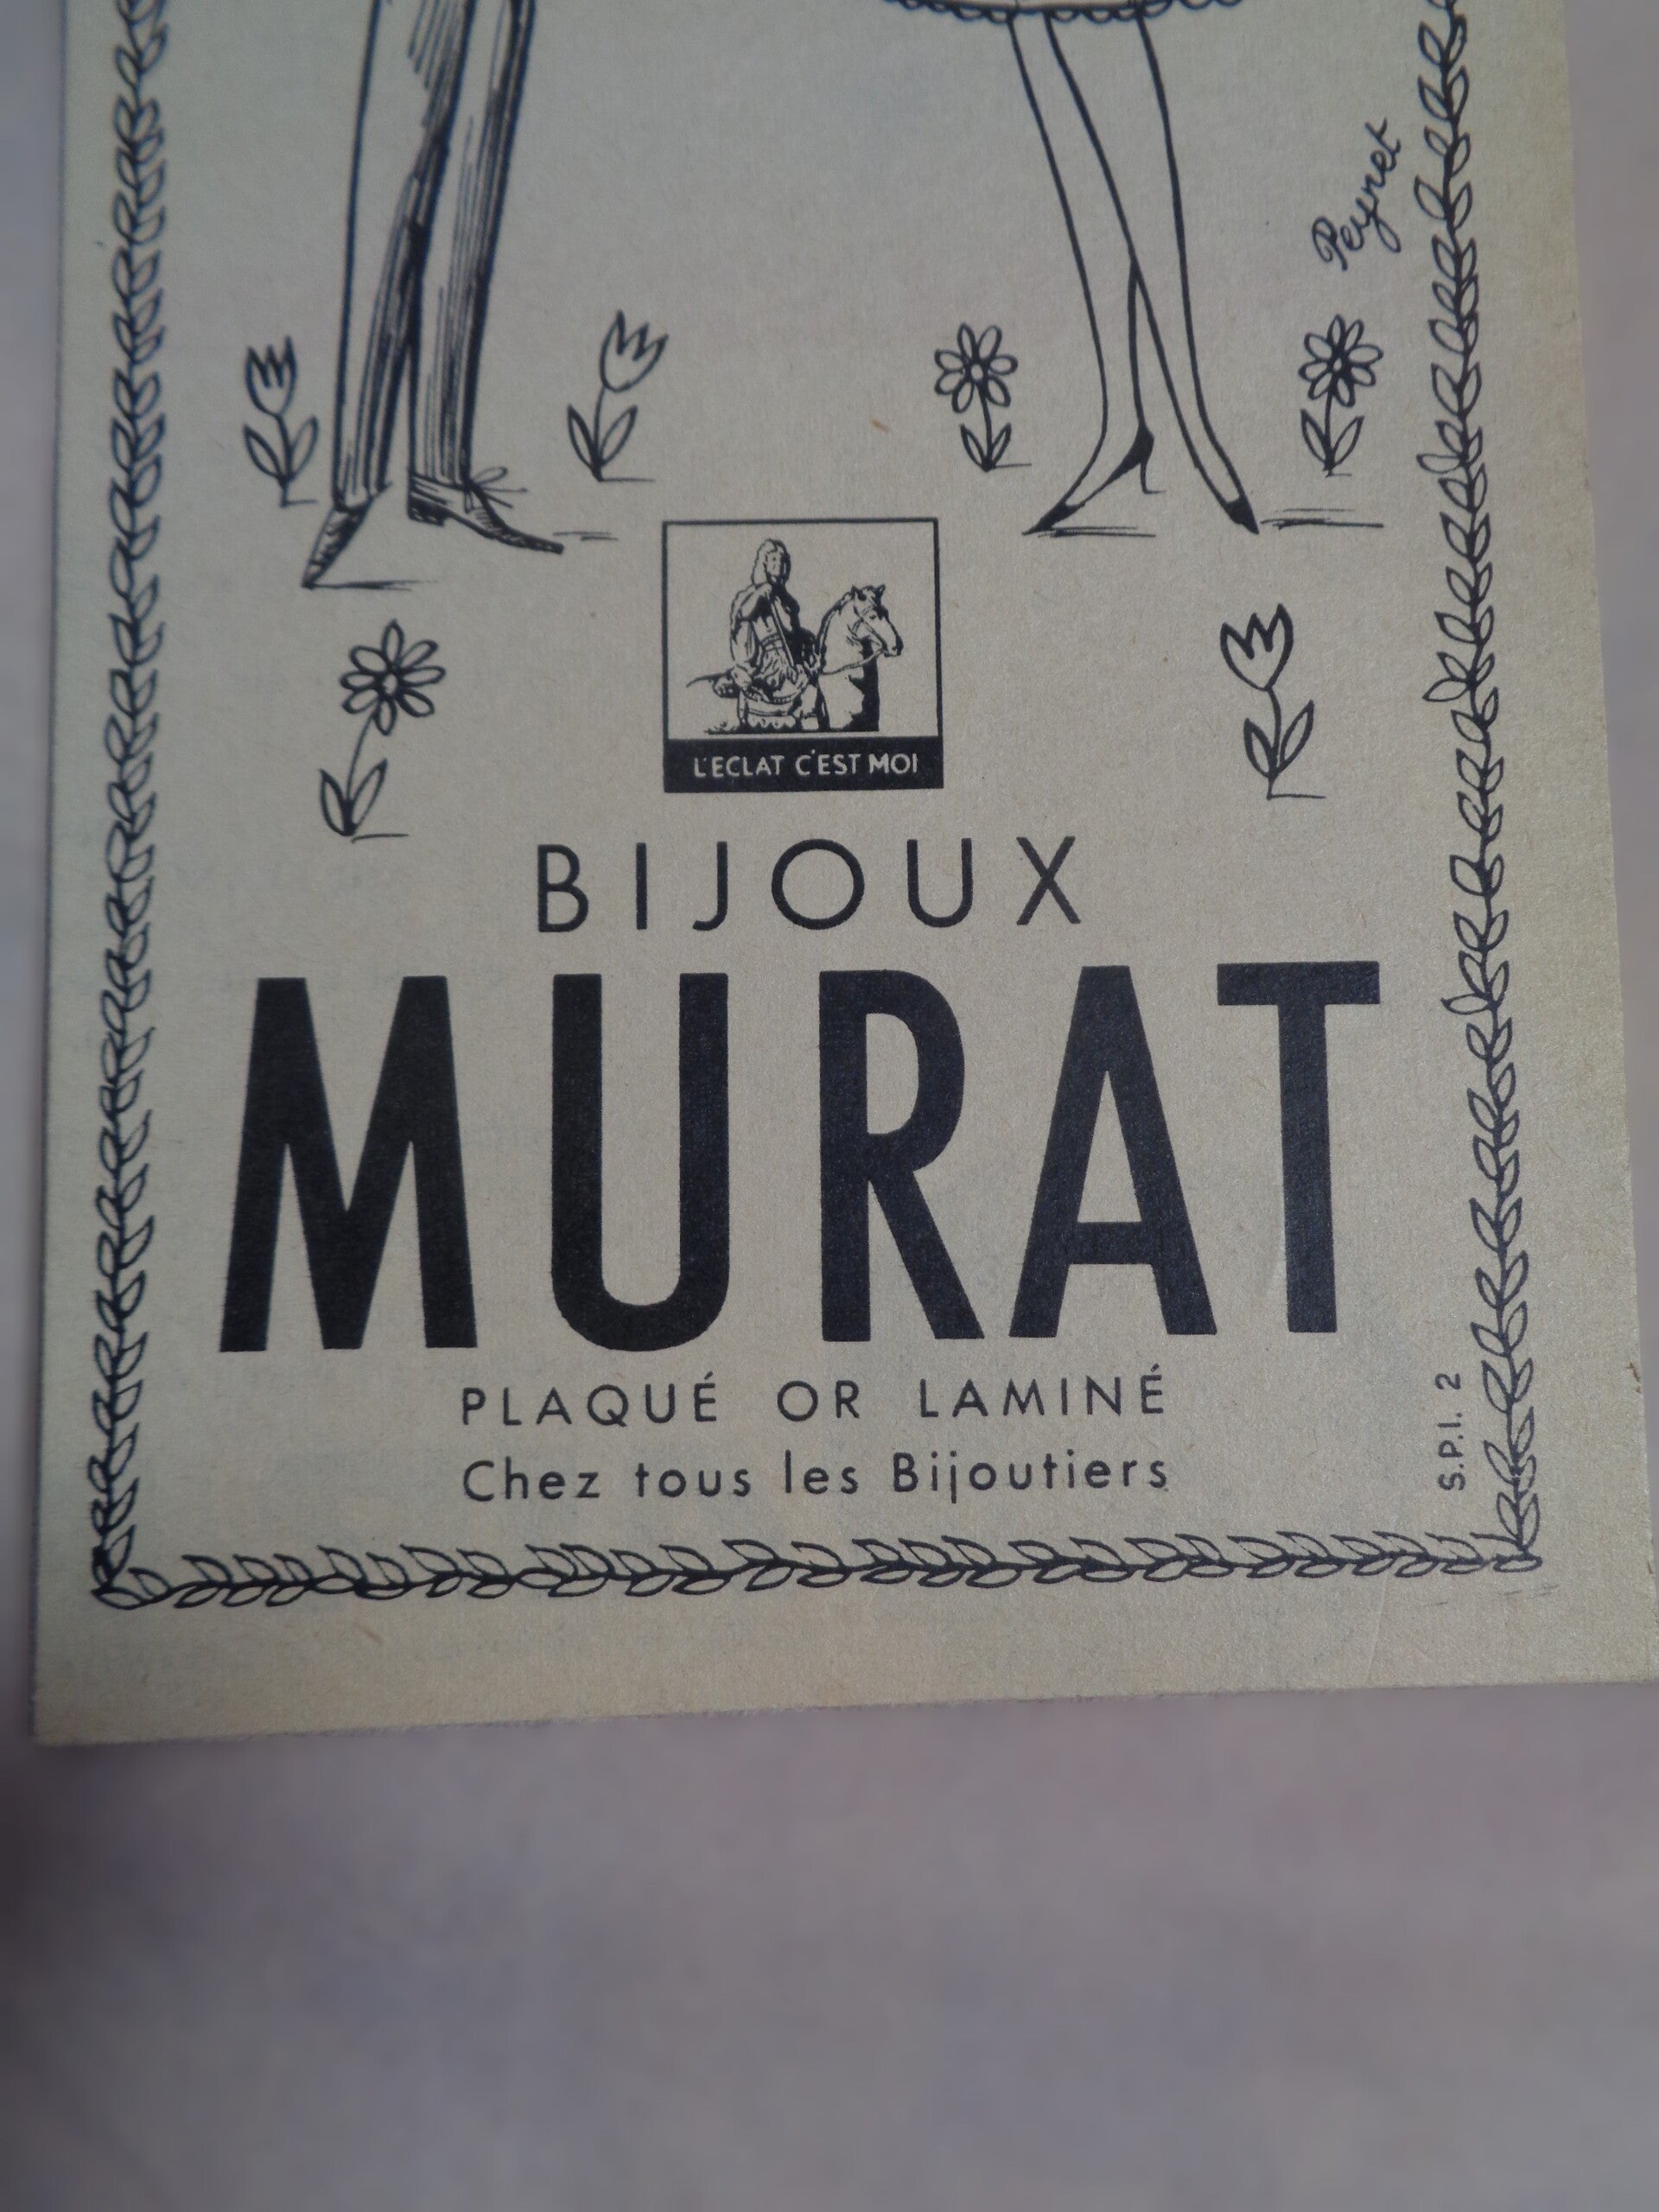 Peynet
L'ECLAT C'EST MOI
BIJOUX
MURAT
PLAQUÉ OR LAMINÉ
Chez tous les Bijoutiers
S.P.I. 2